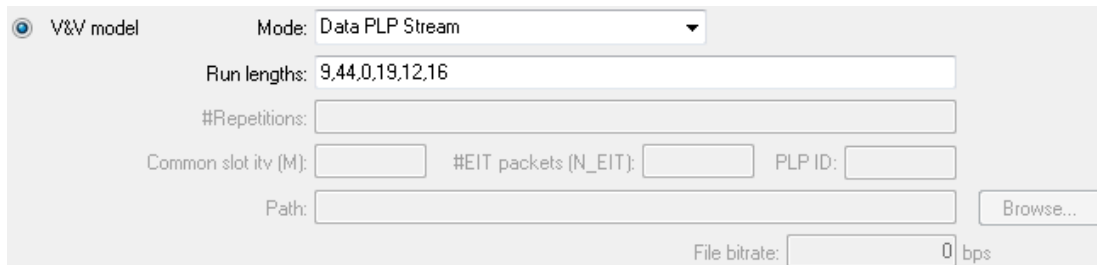 V&V model Mode: Data PLP Stream
Run lengths: 9,44,0,19,12,16
#Repetitions:
Common slot itv (M): #EIT packets (N_EIT): PLP ID:
Path: Browse...
File bitrate: 0 bps